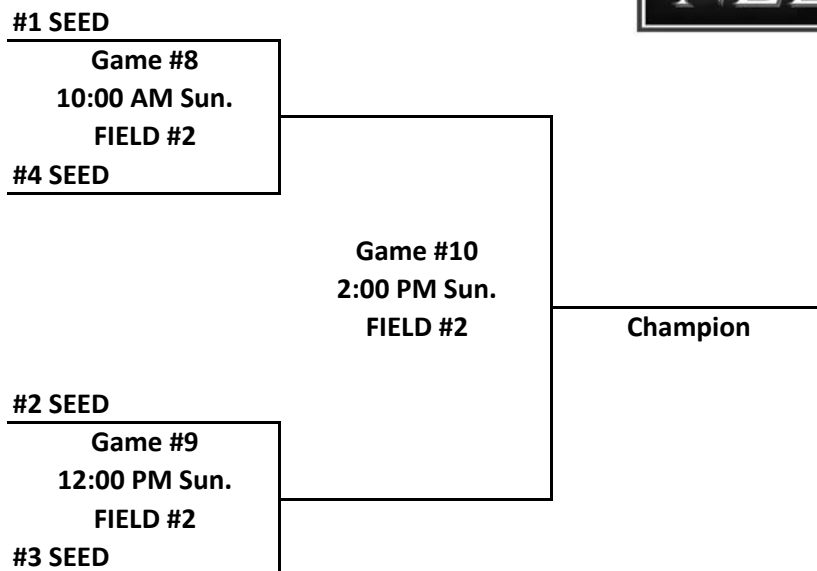 #1 SEED
Game #8
10:00 AM Sun.
FIELD #2
#4 SEED
Game #10
2:00 PM Sun.
FIELD #2
Champion
#2 SEED
Game #9
12:00 PM Sun.
FIELD #2
#3 SEED